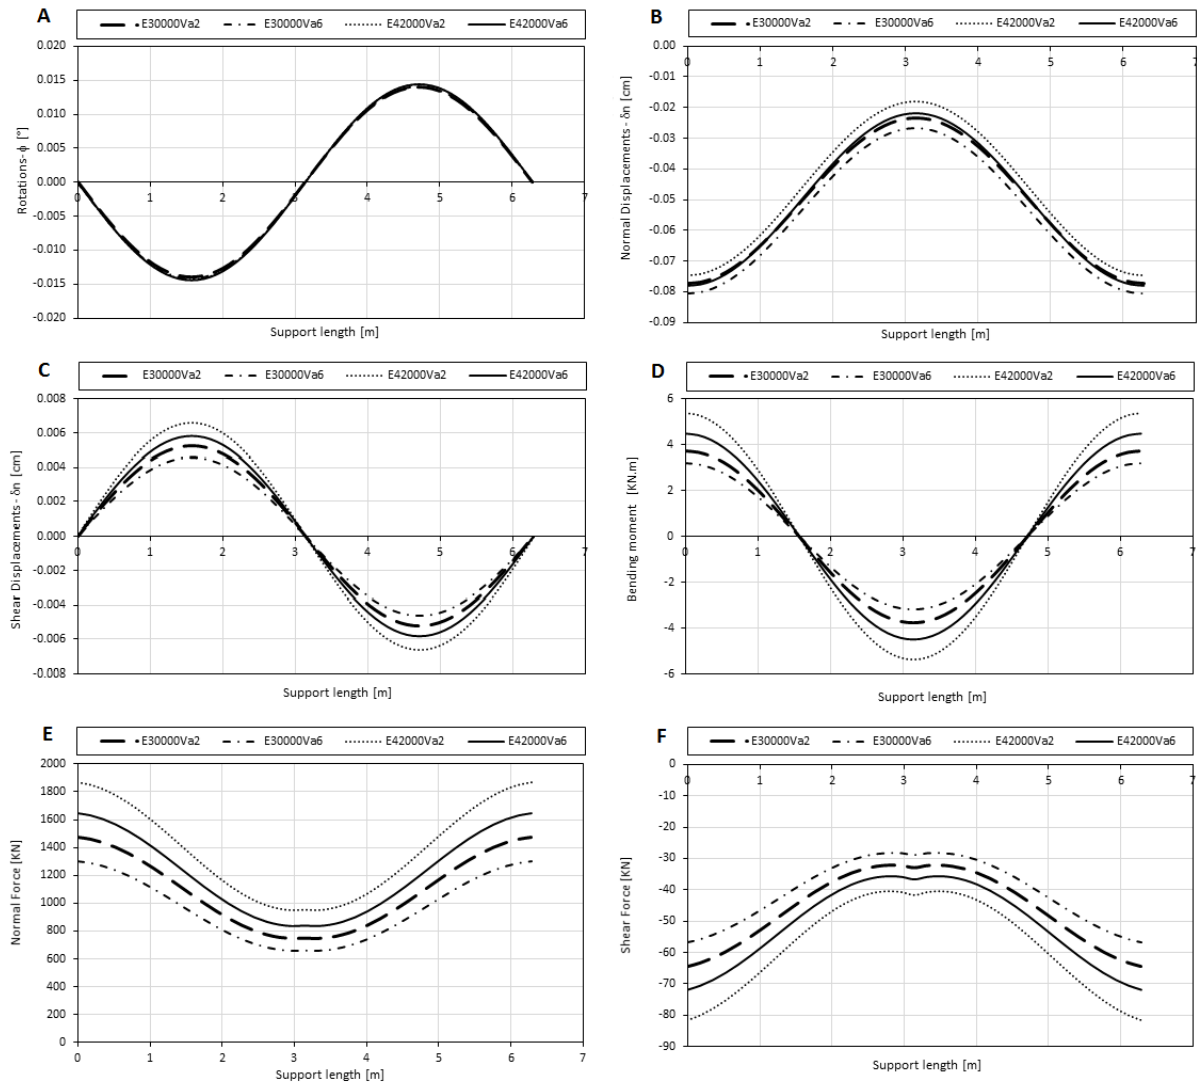 A
E30000Va2 E30000Va6 E42000Va2 E42000Va6
0.020
0.015
0.010
0.005
0.000
-0.005
-0.010
-0.015
-0.020
1 2 3 4 5 6 7
Rotations- ϕ [°]
Support length [m]
B
E30000Va2 E30000Va6 E42000Va2 E42000Va6
0.00
-0.01
-0.02
-0.03
-0.04
-0.05
-0.06
-0.07
-0.08
-0.09
0 1 2 3 4 5 6 7
Normal Displacements - δn [cm]
Support length [m]
C
E30000Va2 E30000Va6 E42000Va2 E42000Va6
0.008
0.006
0.004
0.002
0.000
-0.002
-0.004
-0.006
-0.008
0 1 2 3 4 5 6 7
Shear Displacements - δn [cm]
Support length [m]
D
E30000Va2 E30000Va6 E42000Va2 E42000Va6
6
4
2
0
-2
-4
-6
0 1 2 3 4 5 6 7
Bending moment [KN.m]
Support length [m]
E
E30000Va2 E30000Va6 E42000Va2 E42000Va6
2000
1800
1600
1400
1200
1000
800
600
400
200
0
0 1 2 3 4 5 6 7
Normal Force [KN]
Support length [m]
F
E30000Va2 E30000Va6 E42000Va2 E42000Va6
0
-10
-20
-30
-40
-50
-60
-70
-80
-90
0 1 2 3 4 5 6 7
Shear Force [KN]
Support length [m]